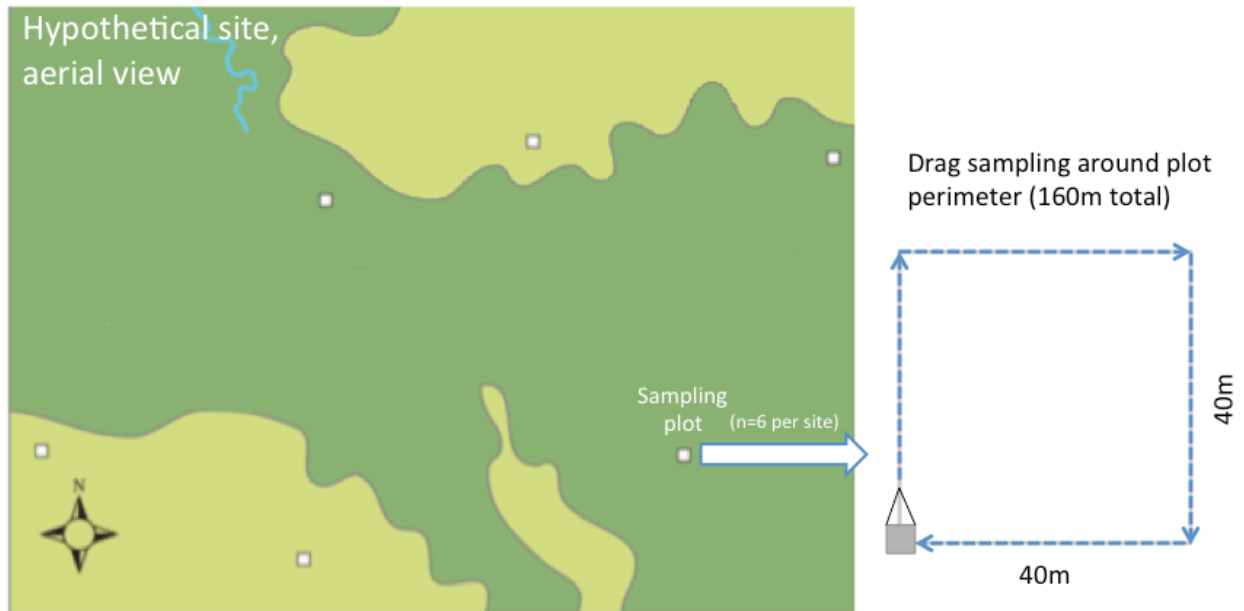 Hypothetical site,
aerial view
Drag sampling around plot
perimeter (160m total)
Sampling
plot
(n=6 per site)
40m
N
40m